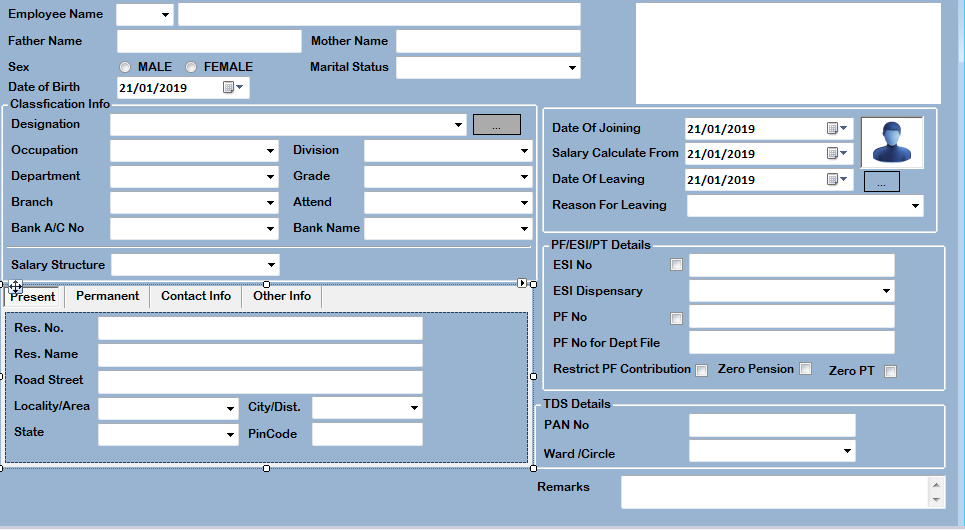 Employee Name
Father Name Mother Name
Sex MALE FEMALE Marital Status
Date of Birth 21/01/2019
Classfication Info
Designation ...
Occupation Division
Department Grade
Branch Attend
Bank A/C No Bank Name
Salary Structure
Date Of Joining 21/01/2019
Salary Calculate From 21/01/2019
Date Of Leaving 21/01/2019 ...
Reason For Leaving
PF/ESI/PT Details
ESI No
ESI Dispensary
PF No
PF No for Dept File
Restrict PF Contribution Zero Pension Zero PT
Present Permanent Contact Info Other Info
Res. No.
Res. Name
Road Street
Locality/Area City/Dist.
State PinCode
TDS Details
PAN No
Ward /Circle
Remarks